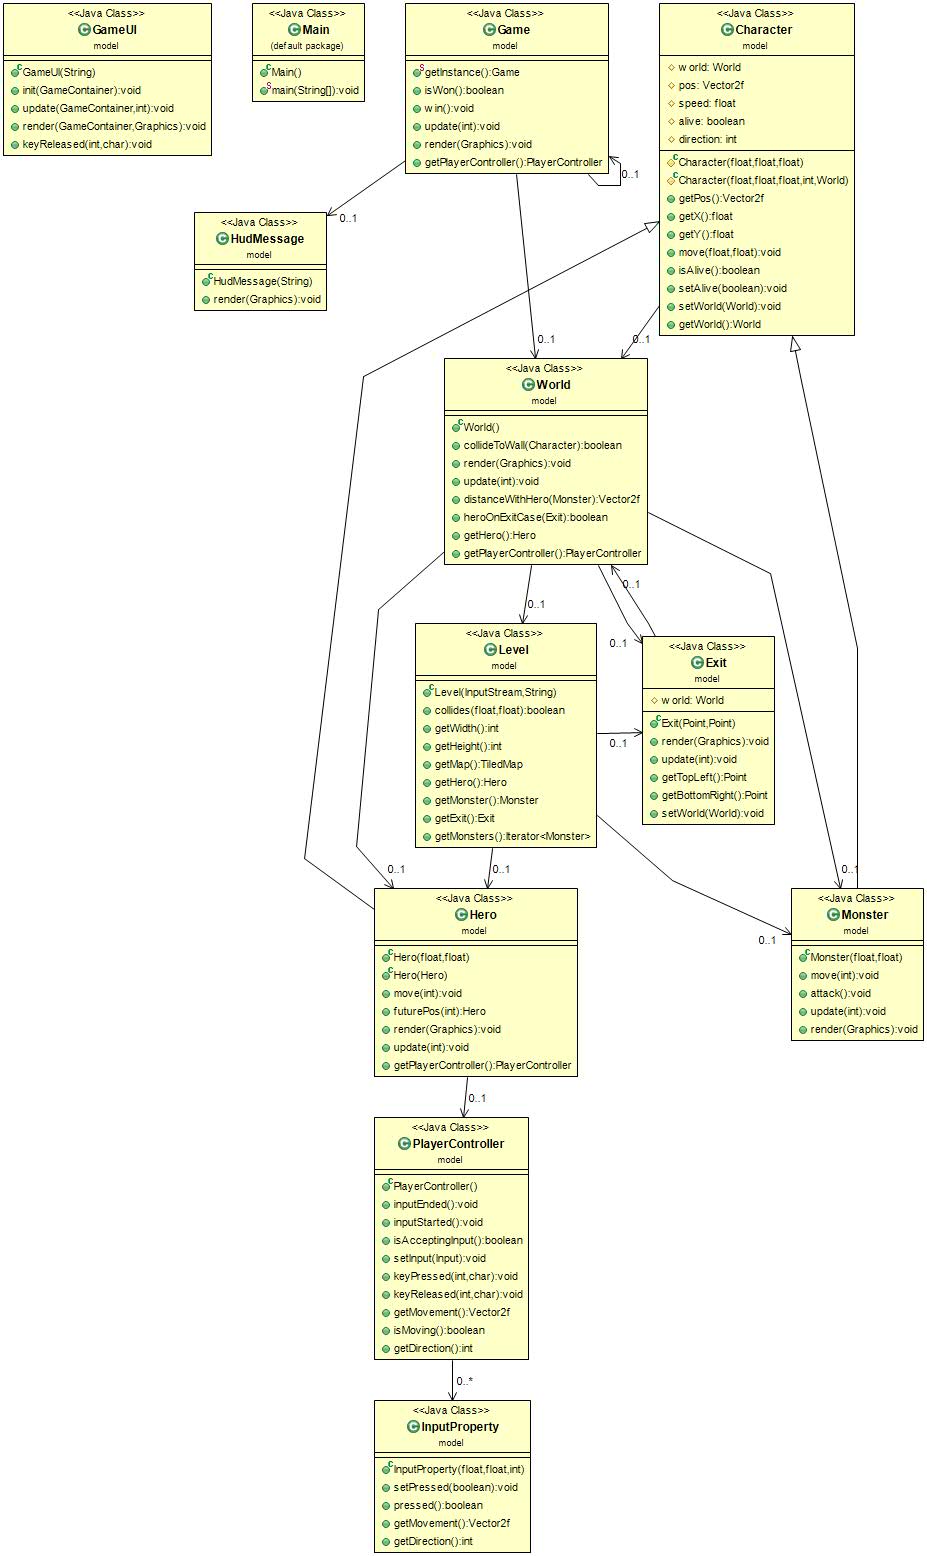 <<Java Class>>
GameUI
model
GameUI(String)
init(GameContainer):void
update(GameContainer,int):void
render(GameContainer,Graphics):void
keyReleased(int,char):void
<<Java Class>>
Main
(default package)
Main()
main(String[]):void
<<Java Class>>
Game
model
getInstance():Game
isWon():boolean
win():void
update(int):void
render(Graphics):void
getPlayerController():PlayerController
0..1
<<Java Class>>
Character
model
world: World
pos: Vector2f
speed: float
alive: boolean
direction: int
Character(float,float,float)
Character(float,float,float,int,World)
getPos():Vector2f
getX():float
getY():float
move(float,float):void
isAlive():boolean
setAlive(boolean):void
setWorld(World):void
getWorld():World
0..1
<<Java Class>>
HudMessage
model
HudMessage(String)
render(Graphics):void
0..1
0..1
<<Java Class>>
World
model
World()
collideToWall(Character):boolean
render(Graphics):void
update(int):void
distanceWithHero(Monster):Vector2f
heroOnExitCase(Exit):boolean
getHero():Hero
getPlayerController():PlayerController
0..1
0..1
0..1
<<Java Class>>
Level
model
Level(InputStream,String)
collides(float,float):boolean
getWidth():int
getHeight():int
getMap():TiledMap
getHero():Hero
getMonster():Monster
getExit():Exit
getMonsters():Iterator<Monster>
0..1
<<Java Class>>
Exit
model
world: World
Exit(Point,Point)
render(Graphics):void
update(int):void
getTopLeft():Point
getBottomRight():Point
setWorld(World):void
0..1
0..1
0..1
0..1
<<Java Class>>
Hero
model
Hero(float,float)
Hero(Hero)
move(int):void
futurePos(int):Hero
render(Graphics):void
update(int):void
getPlayerController():PlayerController
<<Java Class>>
Monster
model
Monster(float,float)
move(int):void
attack():void
update(int):void
render(Graphics):void
0..1
<<Java Class>>
PlayerController
model
PlayerController()
inputEnded():void
inputStarted():void
isAcceptingInput():boolean
setInput(Input):void
keyPressed(int,char):void
keyReleased(int,char):void
getMovement():Vector2f
isMoving():boolean
getDirection():int
0..*
<<Java Class>>
InputProperty
model
InputProperty(float,float,int)
setPressed(boolean):void
pressed():boolean
getMovement():Vector2f
getDirection():int